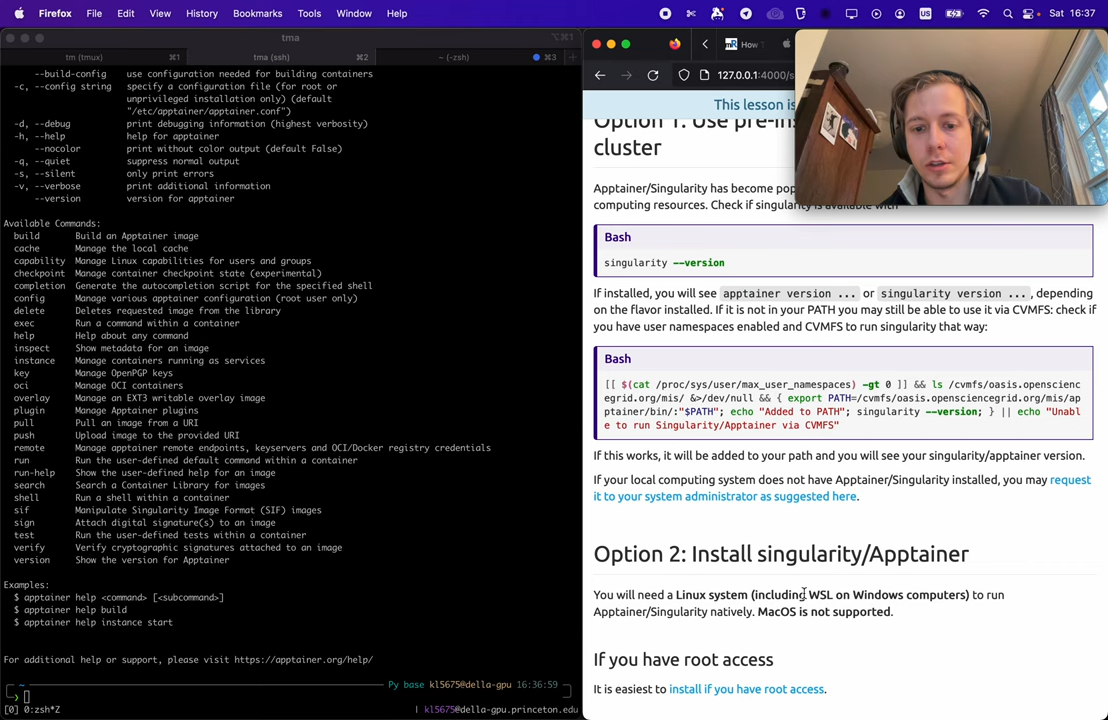 Firefox File Edit View History Bookmarks Tools Window Help US Sat 16:37
tma ⌥⌘1
tm (tmux) ⌘1 tma (ssh) ⌘2 ~ (-zsh) ⌘3
--build-config use configuration needed for building containers
-c, --config string specify a configuration file (for root or
unprivileged installation only) (default
"/etc/apptainer/apptainer.conf")
-d, --debug print debugging information (highest verbosity)
-h, --help help for apptainer
--nocolor print without color output (default False)
-q, --quiet suppress normal output
-s, --silent only print errors
-v, --verbose print additional information
--version version for apptainer
Available Commands:
build Build an Apptainer image
cache Manage the local cache
capability Manage Linux capabilities for users and groups
checkpoint Manage container checkpoint state (experimental)
completion Generate the autocompletion script for the specified shell
config Manage various apptainer configuration (root user only)
delete Deletes requested image from the library
exec Run a command within a container
help Help about any command
inspect Show metadata for an image
instance Manage containers running as services
key Manage OpenPGP keys
oci Manage OCI containers
overlay Manage an EXT3 writable overlay image
plugin Manage Apptainer plugins
pull Pull an image from a URI
push Upload image to the provided URI
remote Manage apptainer remote endpoints, keyservers and OCI/Docker registry credentials
run Run the user-defined default command within a container
run-help Show the user-defined help for an image
search Search a Container Library for images
shell Run a shell within a container
sif Manipulate Singularity Image Format (SIF) images
sign Attach digital signature(s) to an image
test Run the user-defined tests within a container
verify Verify cryptographic signatures attached to an image
version Show the version for Apptainer
Examples:
$ apptainer help <command> [<subcommand>]
$ apptainer help build
$ apptainer help instance start
For additional help or support, please visit https://apptainer.org/help/
~ Py base kl5675@della-gpu 16:36:59
[0] 0:zsh*Z | kl5675@della-gpu.princeton.edu
How
127.0.0.1:4000/s
This lesson is
Option 1: Use pre-ins
cluster
Apptainer/Singularity has become pop
computing resources. Check if singularity is available with
Bash
singularity --version
If installed, you will see apptainer version ... or singularity version ..., depending
on the flavor installed. If it is not in your PATH you may still be able to use it via CVMFS: check if
you have user namespaces enabled and CVMFS to run singularity that way:
Bash
[[ $(cat /proc/sys/user/max_user_namespaces) -gt 0 ]] && ls /cvmfs/oasis.openscienc
egrid.org/mis/ &>/dev/null && { export PATH=/cvmfs/oasis.opensciencegrid.org/mis/ap
ptainer/bin/:"$PATH"; echo "Added to PATH"; singularity --version; } || echo "Unabl
e to run Singularity/Apptainer via CVMFS"
If this works, it will be added to your path and you will see your singularity/apptainer version.
If your local computing system does not have Apptainer/Singularity installed, you may request
it to your system administrator as suggested here.
Option 2: Install singularity/Apptainer
You will need a Linux system (including WSL on Windows computers) to run
Apptainer/Singularity natively. MacOS is not supported.
If you have root access
It is easiest to install if you have root access.